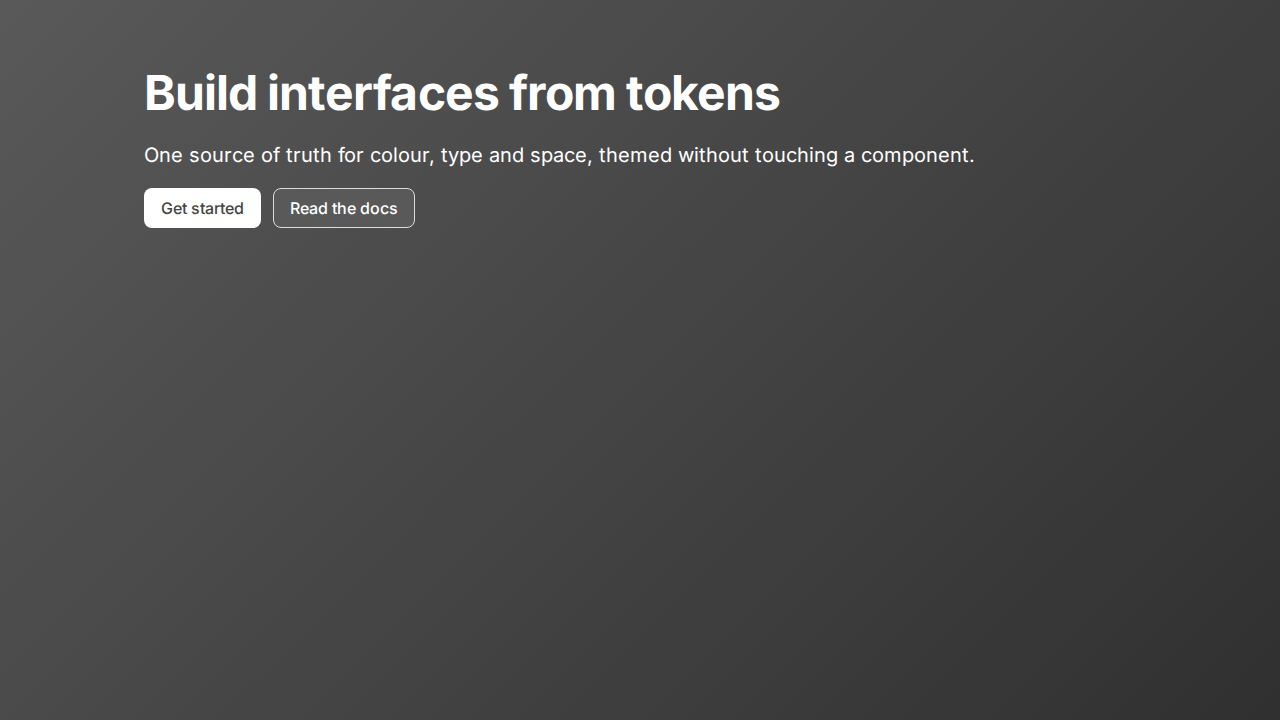 Build interfaces from tokens
One source of truth for colour, type and space, themed without touching a component.
Get started
Read the docs